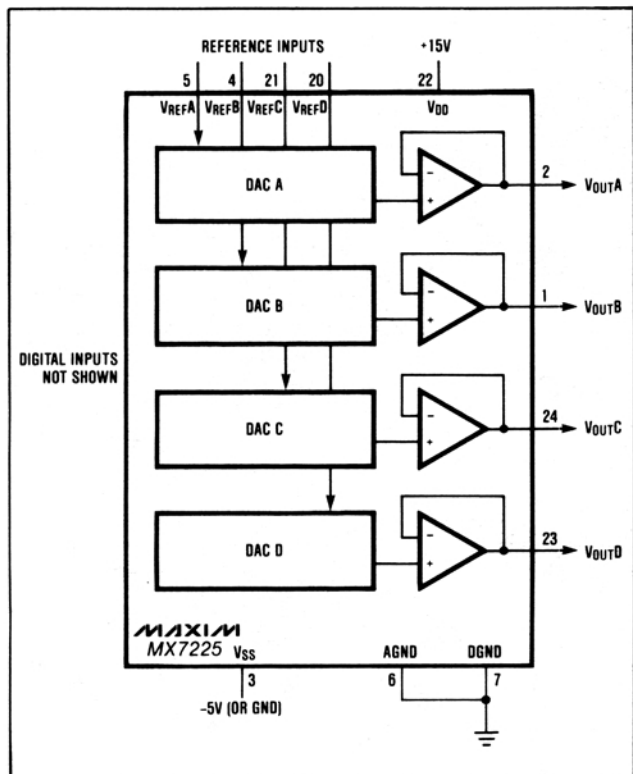 REFERENCE INPUTS
+15V
5 4 21 20 22
VREFA VREFB VREFC VREFD VDD
DAC A
-
+
2 VOUTA
DAC B
-
+
1 VOUTB
DIGITAL INPUTS
NOT SHOWN
DAC C
-
+
24 VOUTC
DAC D
-
+
23 VOUTD
MAXIM
MX7225 VSS AGND DGND
3 6 7
-5V (OR GND)